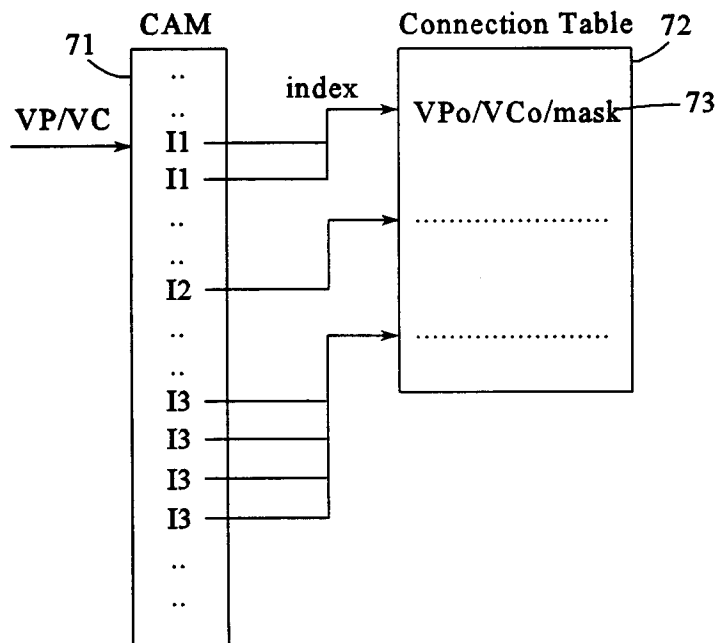 CAM
Connection Table
71
72
..
..
index
VPo/VCo/mask
73
VP/VC
I1
I1
..
..
........................
I2
..
..
........................
I3
I3
I3
I3
..
..